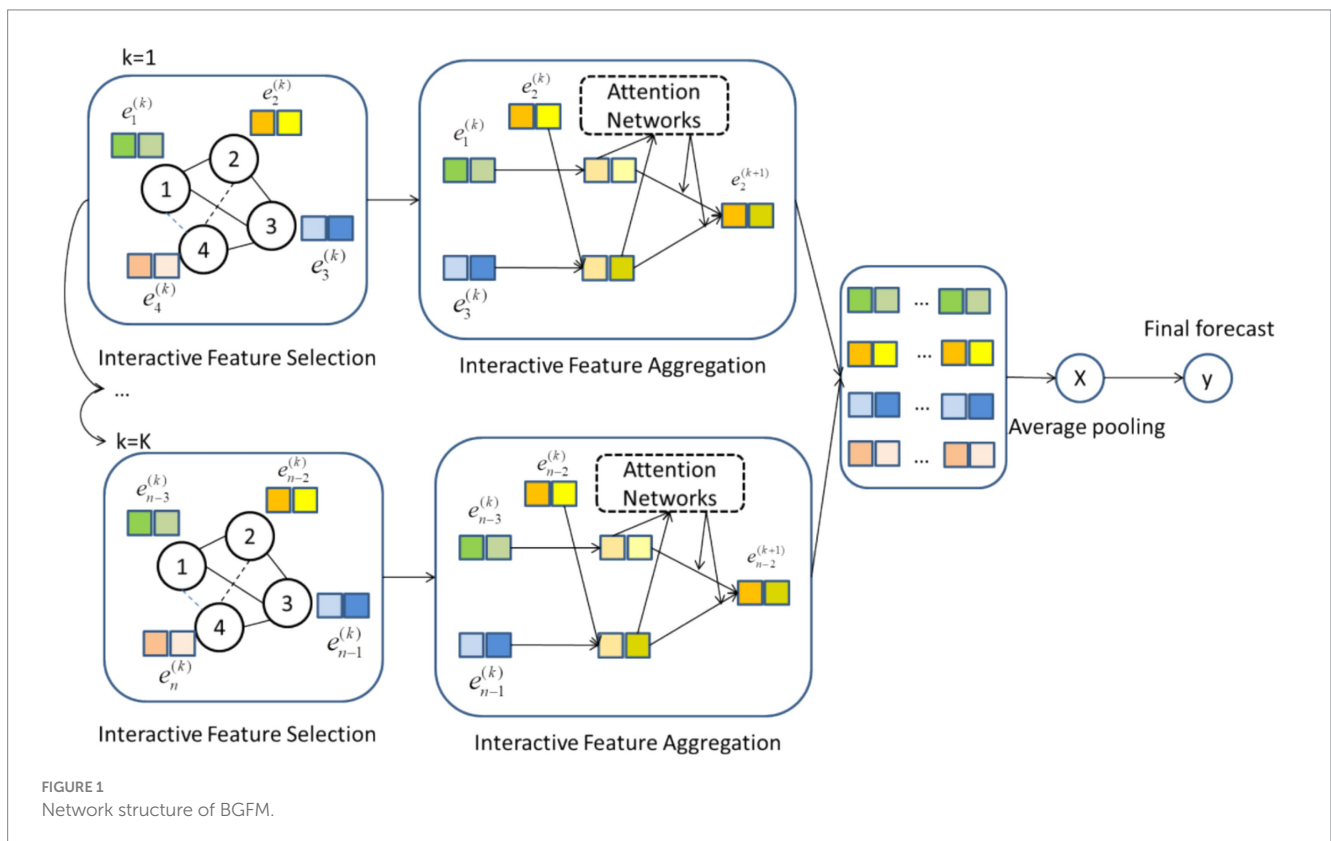 k=1
e_1^{(k)}
e_2^{(k)}
1
2
3
4
e_3^{(k)}
e_4^{(k)}
Interactive Feature Selection
e_2^{(k)}
Attention
Networks
e_1^{(k)}
e_2^{(k+1)}
e_3^{(k)}
Interactive Feature Aggregation
...
k=K
e_{n-3}^{(k)}
e_{n-2}^{(k)}
1
2
3
4
e_{n-1}^{(k)}
e_n^{(k)}
Interactive Feature Selection
e_{n-2}^{(k)}
Attention
Networks
e_{n-3}^{(k)}
e_{n-2}^{(k+1)}
e_{n-1}^{(k)}
Interactive Feature Aggregation
...
...
...
...
Average pooling
X
Final forecast
y
FIGURE 1
Network structure of BGFM.